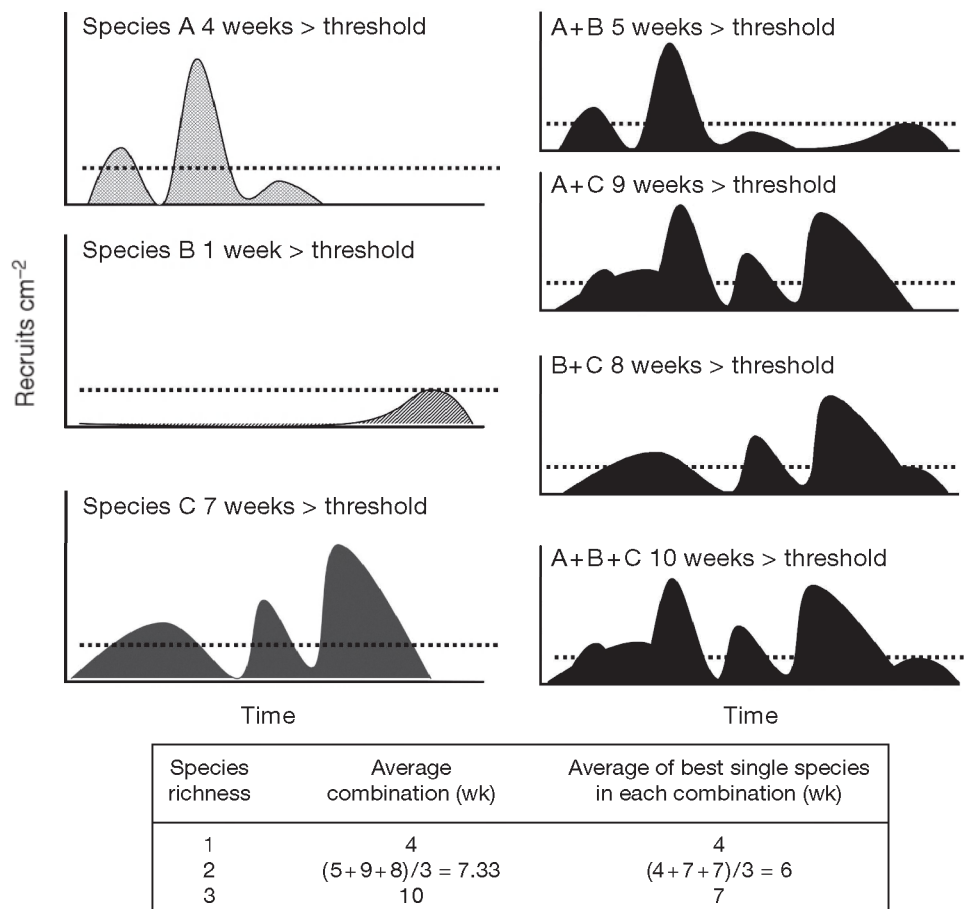 Species A 4 weeks > threshold
Species B 1 week > threshold
Species C 7 weeks > threshold
Recruits cm⁻²
Time
A+B 5 weeks > threshold
A+C 9 weeks > threshold
B+C 8 weeks > threshold
A+B+C 10 weeks > threshold
Time
Species richness Average combination (wk) Average of best single species in each combination (wk)
1 4 4
2 (5+9+8)/3 = 7.33 (4+7+7)/3 = 6
3 10 7